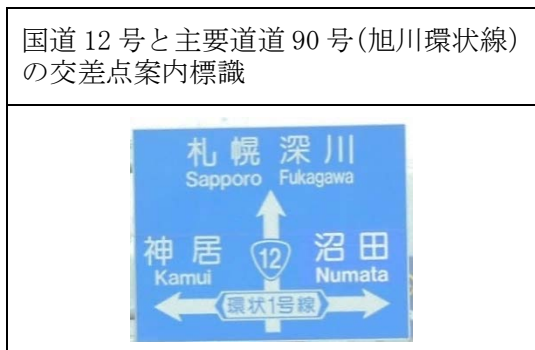 国道12号と主要道道90号(旭川環状線)
の交差点案内標識
札幌 深川
Sapporo Fukagawa
神居 12 沼田
Kamui Numata
環状1号線